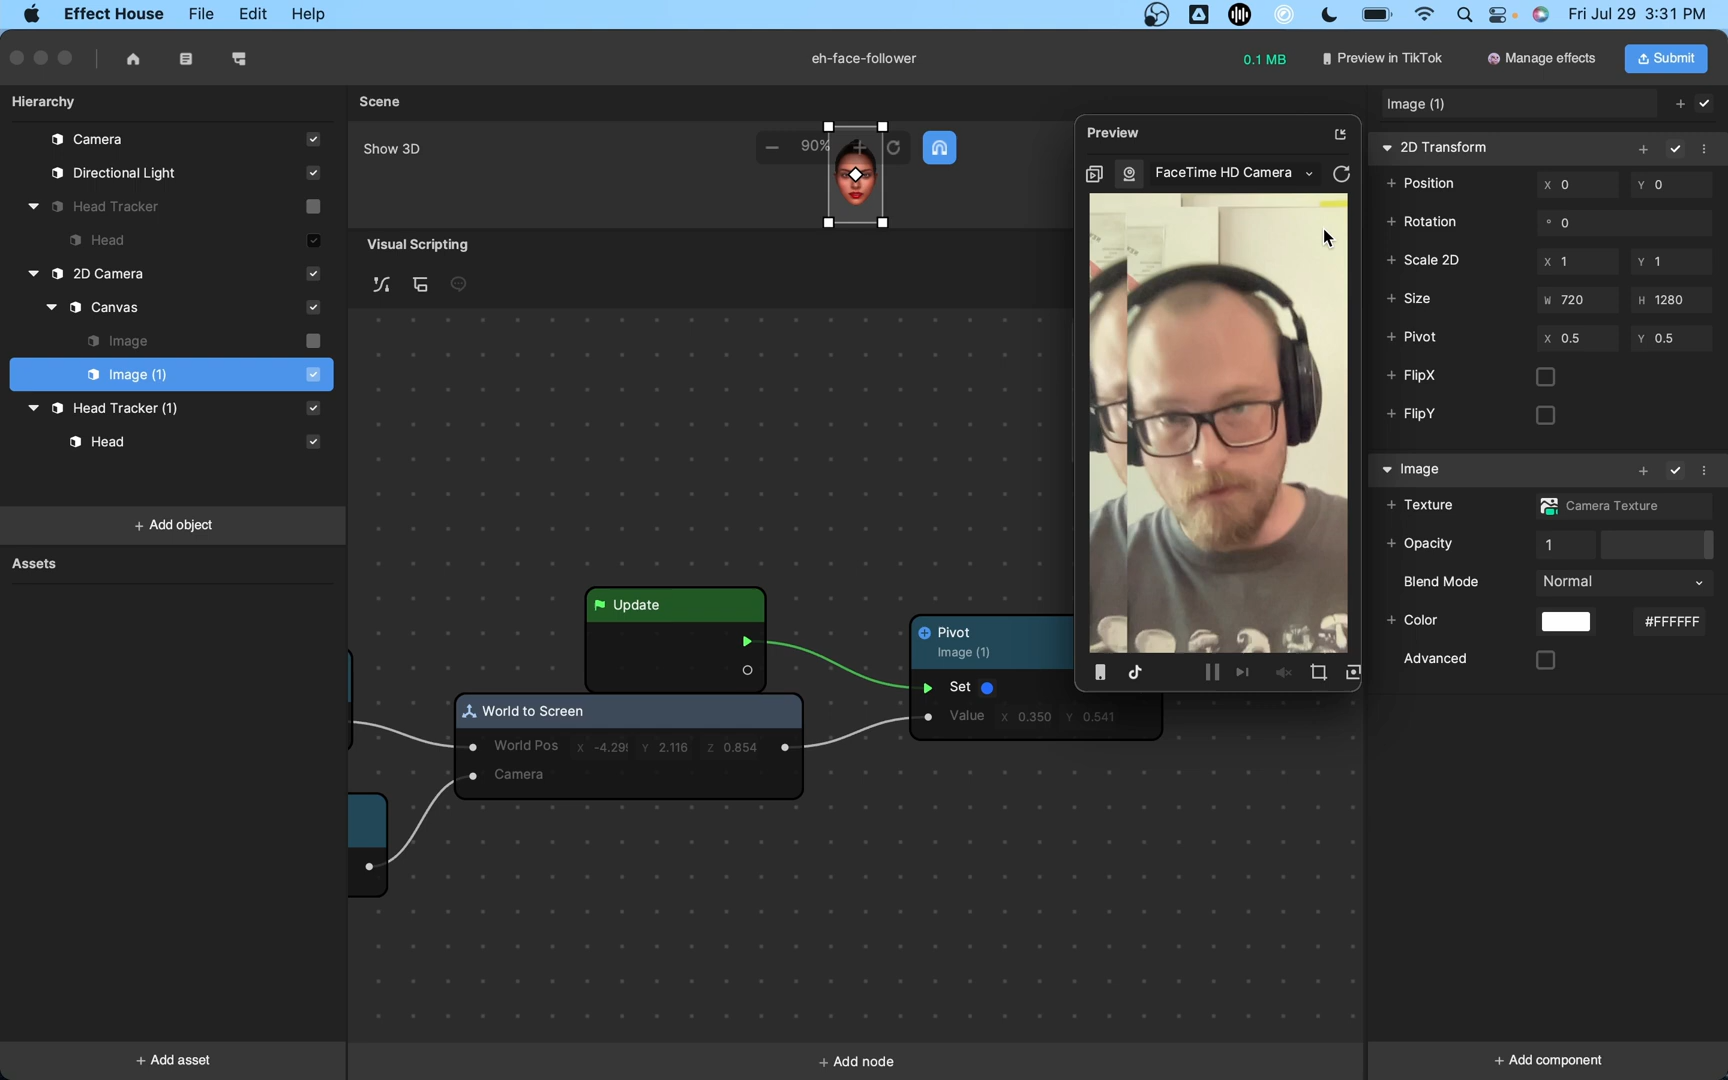 Effect House File Edit Help Fri Jul 29 3:31 PM
eh-face-follower 0.1 MB Preview in TikTok Manage effects Submit
Hierarchy
Camera
Directional Light
Head Tracker
Head
2D Camera
Canvas
Image
Image (1)
Head Tracker (1)
Head
+ Add object
Assets
+ Add asset
Scene
Show 3D
90%
Visual Scripting
Update
World to Screen
World Pos X Y 2.116 Z 0.854
Camera
Pivot
Image (1)
Set
Value X 0.350 Y 0.541
+ Add node
Preview
FaceTime HD Camera
Image (1)
2D Transform
Position X 0 Y 0
Rotation ° 0
Scale 2D X 1 Y 1
Size W 720 H 1280
Pivot X 0.5 Y 0.5
FlipX
FlipY
Image
Texture Camera Texture
Opacity 1
Blend Mode Normal
Color #FFFFFF
Advanced
+ Add component